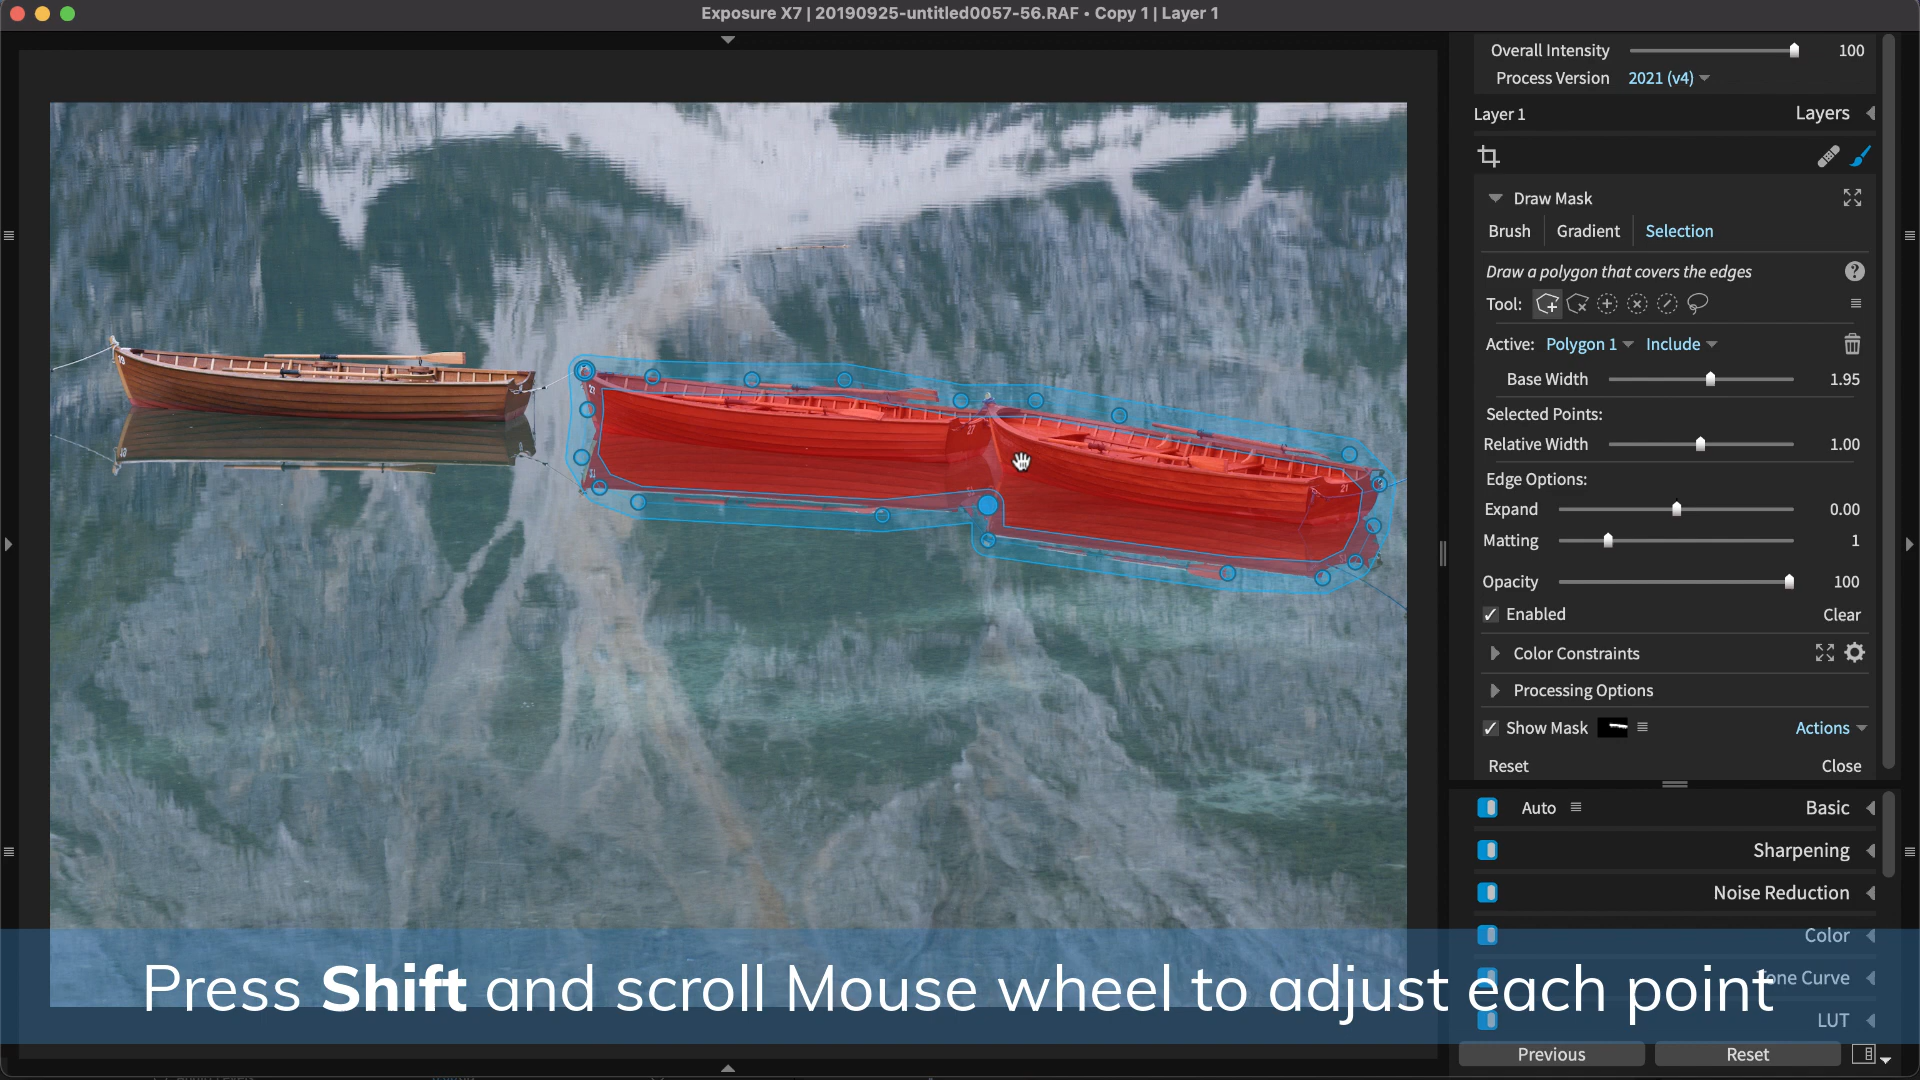 Exposure X7 | 20190925-untitled0057-56.RAF • Copy 1 | Layer 1
Overall Intensity 100
Process Version 2021 (v4)
Layer 1 Layers
Draw Mask
Brush Gradient Selection
Draw a polygon that covers the edges ?
Tool:
Active: Polygon 1 Include
Base Width 1.95
Selected Points:
Relative Width 1.00
Edge Options:
Expand 0.00
Matting 1
Opacity 100
Enabled Clear
Color Constraints
Processing Options
Show Mask Actions
Reset Close
Auto Basic
Sharpening
Noise Reduction
Color
Tone Curve
LUT
Previous Reset
Press Shift and scroll Mouse wheel to adjust each point